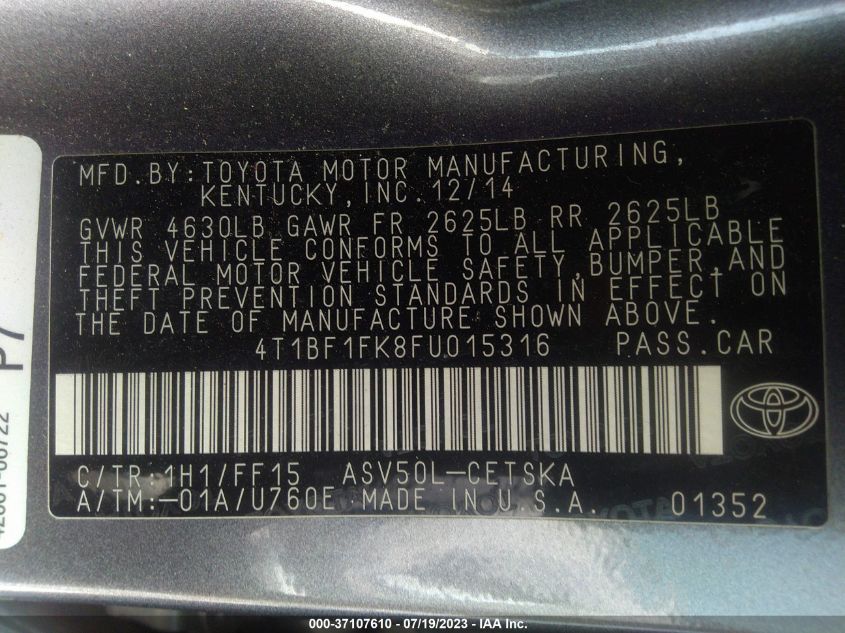 MFD.BY:TOYOTA MOTOR MANUFACTURING,
KENTUCKY,INC.12/14
GVWR 4630LB GAWR FR 2625LB RR 2625LB
THIS VEHICLE CONFORMS TO ALL APPLICABLE
FEDERAL MOTOR VEHICLE SAFETY,BUMPER,AND
THEFT PREVENTION STANDARDS IN EFFECT ON
THE DATE OF MANUFACTURE SHOWN ABOVE.
4T1BF1FK8FU015316 PASS.CAR
C/TR:1H1/FF15 ASV50L-CETSKA
A/TM:-01A/U760E MADE IN U.S.A. 01352
P7
000-37107610 - 07/19/2023 - IAA Inc.